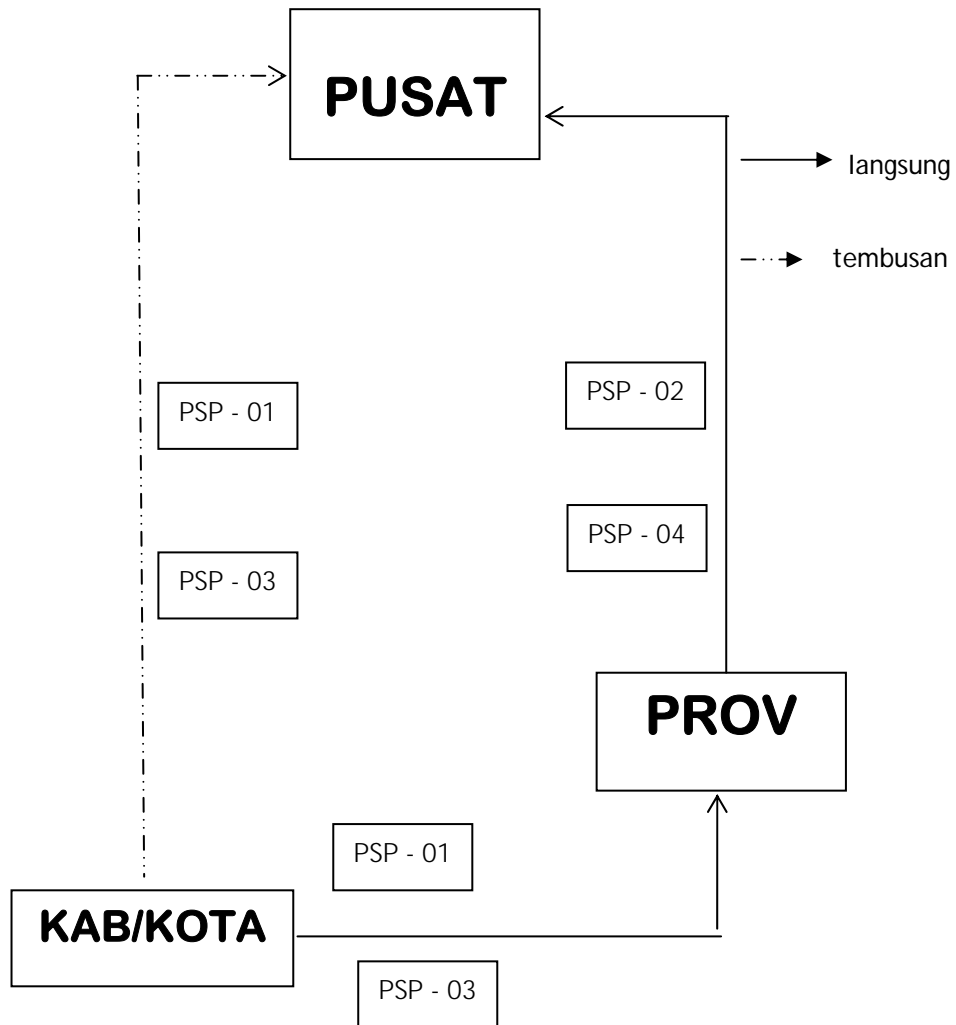 PUSAT
langsung
tembusan
PSP - 01
PSP - 02
PSP - 03
PSP - 04
PROV
PSP - 01
KAB/KOTA
PSP - 03